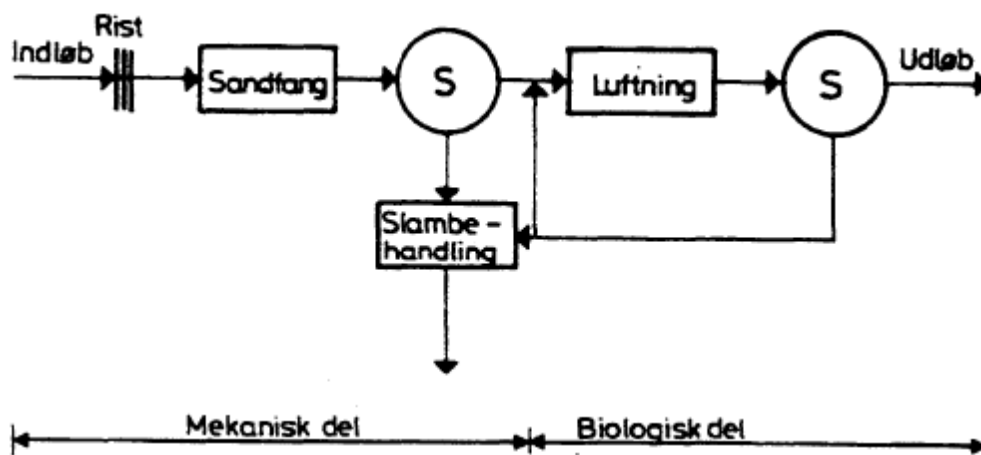 Rist
Indløb
Sandfang
S
Luftning
S
Udløb
Slambe-
handling
Mekanisk del
Biologisk del